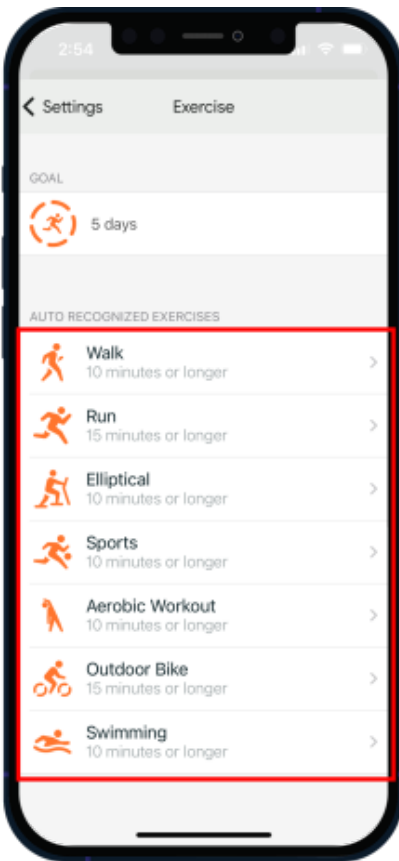 2:54
Settings
Exercise
GOAL
5 days
AUTO RECOGNIZED EXERCISES
Walk
10 minutes or longer
Run
15 minutes or longer
Elliptical
10 minutes or longer
Sports
10 minutes or longer
Aerobic Workout
10 minutes or longer
Outdoor Bike
15 minutes or longer
Swimming
10 minutes or longer